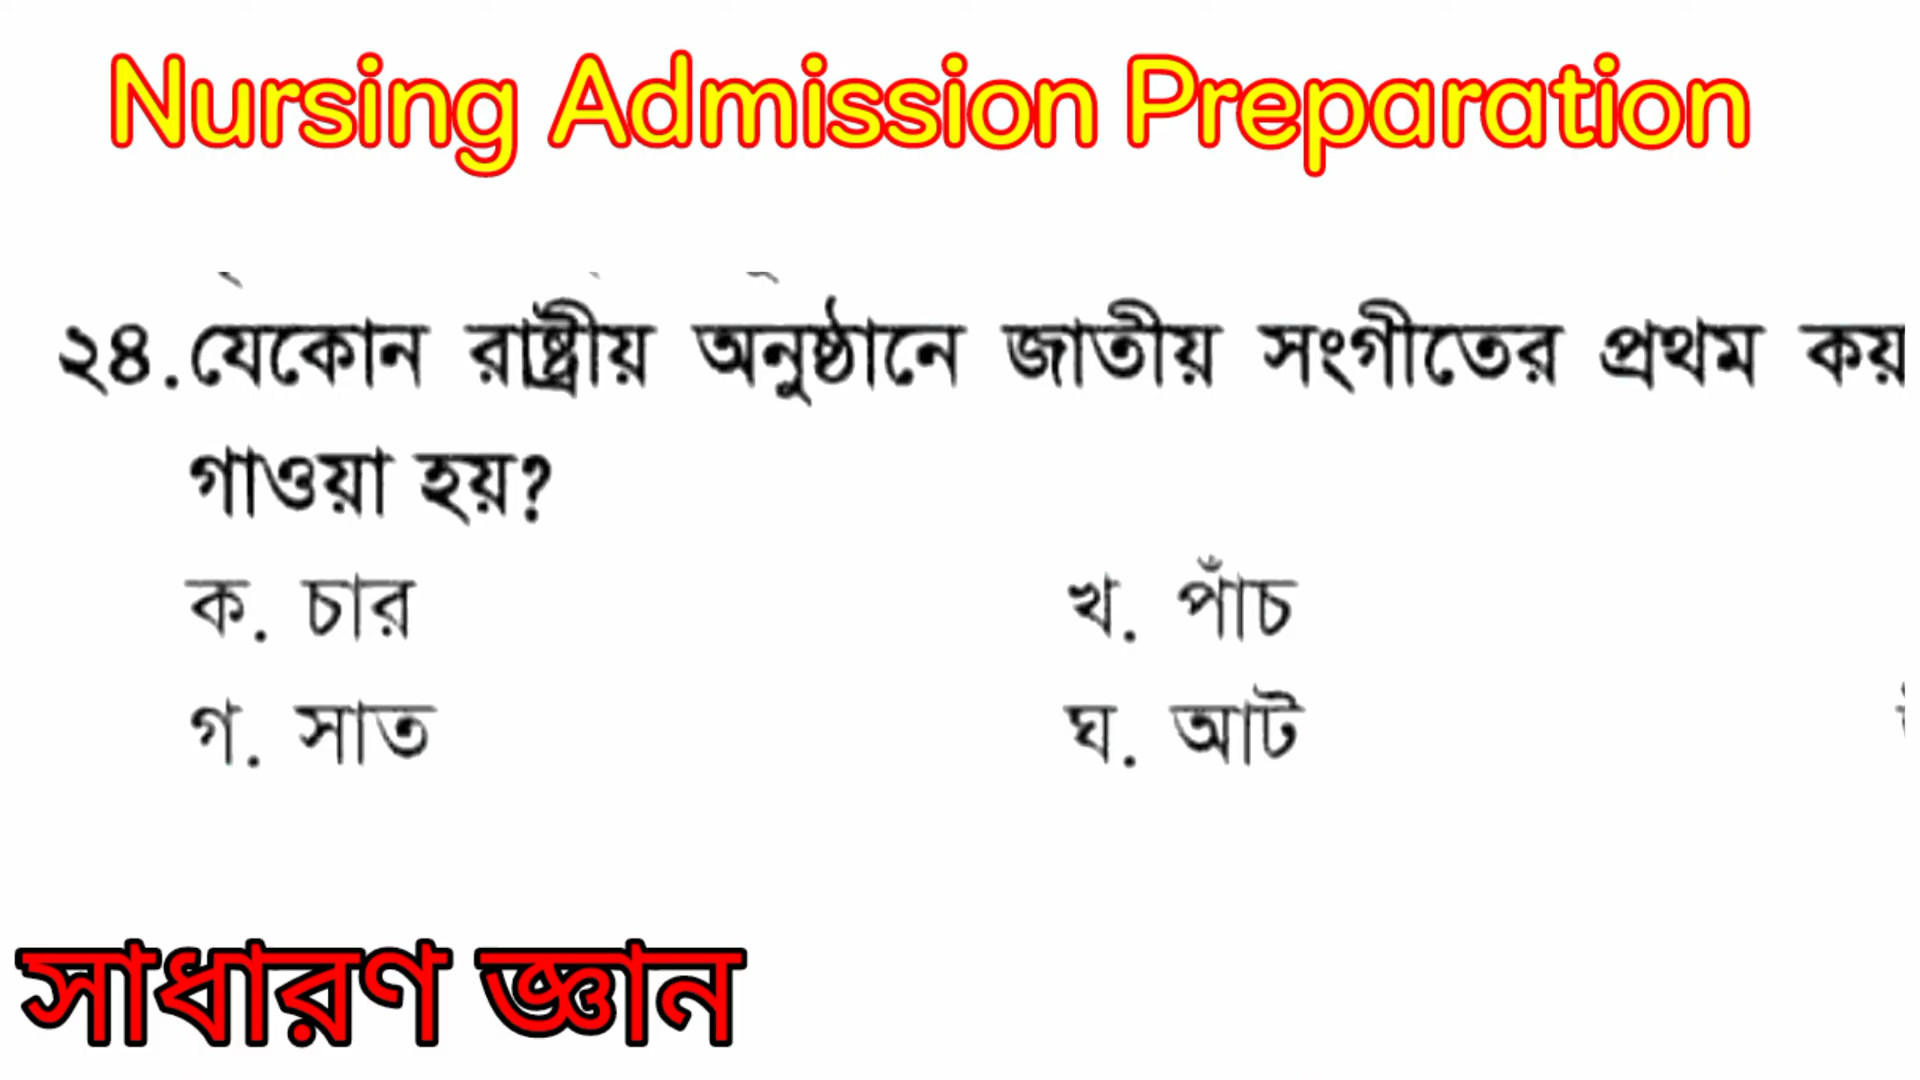 Nursing Admission Preparation
২৪.যেকোন রাষ্ট্রীয় অনুষ্ঠানে জাতীয় সংগীতের প্রথম কয়
গাওয়া হয়?
ক. চার খ. পাঁচ
গ. সাত ঘ. আট
সাধারণ জ্ঞান